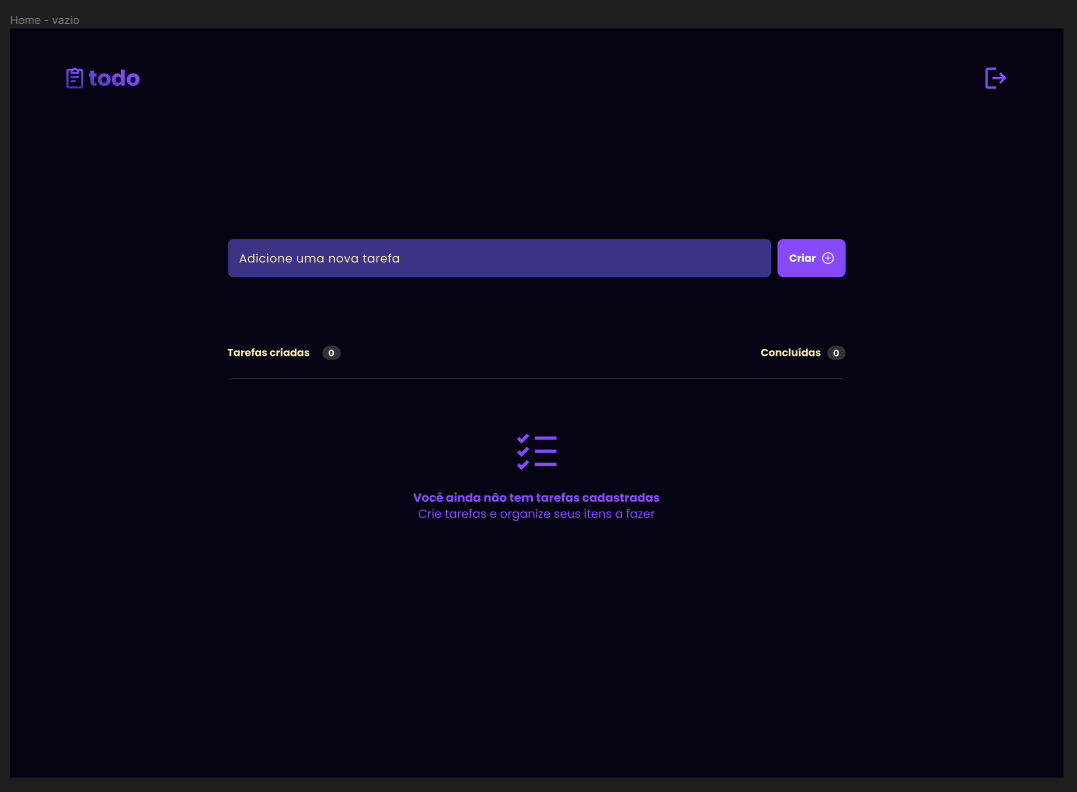 Home - vazio
todo
Adicione uma nova tarefa
Criar
Tarefas criadas 0
Concluídas 0
Você ainda não tem tarefas cadastradas
Crie tarefas e organize seus itens a fazer